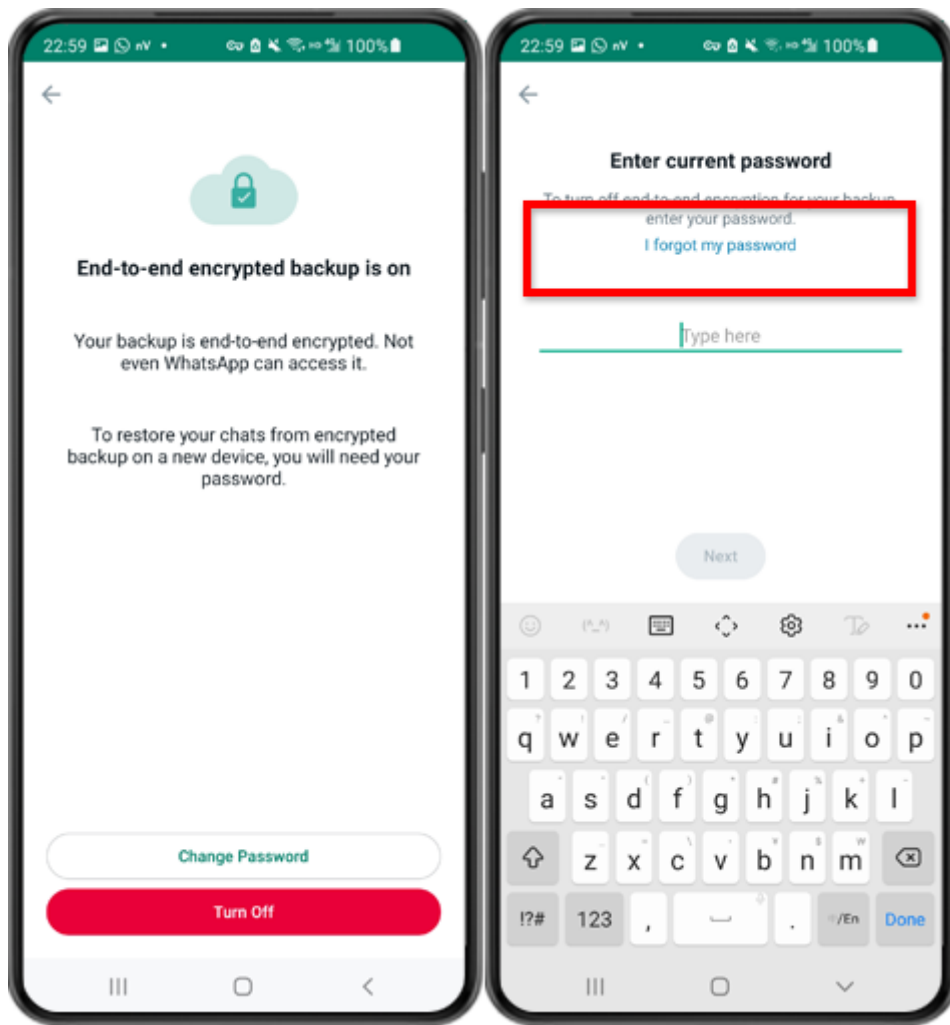 22:59 nV • 100%
End-to-end encrypted backup is on
Your backup is end-to-end encrypted. Not
even WhatsApp can access it.
To restore your chats from encrypted
backup on a new device, you will need your
password.
Change Password
Turn Off
22:59 nV • 100%
Enter current password
To turn off end-to-end encryption for your backup
enter your password.
I forgot my password
Type here
Next
(^_^)
1 2 3 4 5 6 7 8 9 0
q w e r t y u i o p
a s d f g h j k l
z x c v b n m
!?# 123 , . /En Done